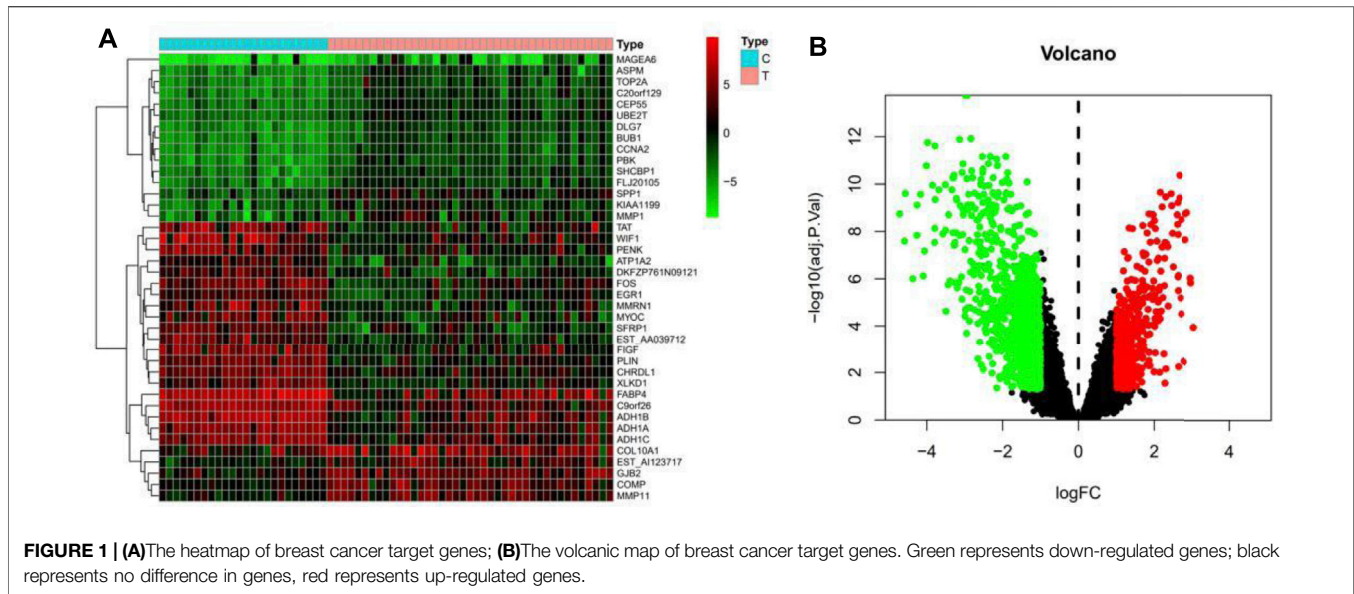 A
Type
MAGEA6
ASPM
TOP2A
C20orf129
CEP55
UBE2T
DLG7
BUB1
CCNA2
PBK
SHCBP1
FLJ20105
SPP1
KIAA1199
MMP1
TAT
WIF1
PENK
ATP1A2
DKFZP761N09121
FOS
EGR1
MMRN1
MYOC
SFRP1
EST_AA039712
FIGF
PLIN
CHRDL1
XLKD1
FABP4
C9orf26
ADH1B
ADH1A
ADH1C
COL10A1
EST_AI123717
GJB2
COMP
MMP11
5
0
−5
Type
C
T
B
Volcano
−log10(adj.P.Val)
12
10
8
6
4
2
0
−4
−2
0
2
4
logFC
FIGURE 1 | (A)The heatmap of breast cancer target genes; (B)The volcanic map of breast cancer target genes. Green represents down-regulated genes; black
represents no difference in genes, red represents up-regulated genes.